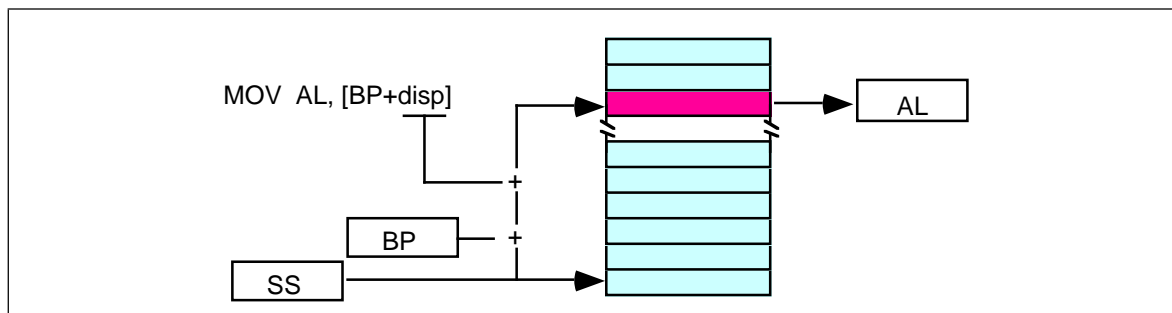 MOV AL, [BP+disp]
AL
+
BP
+
SS